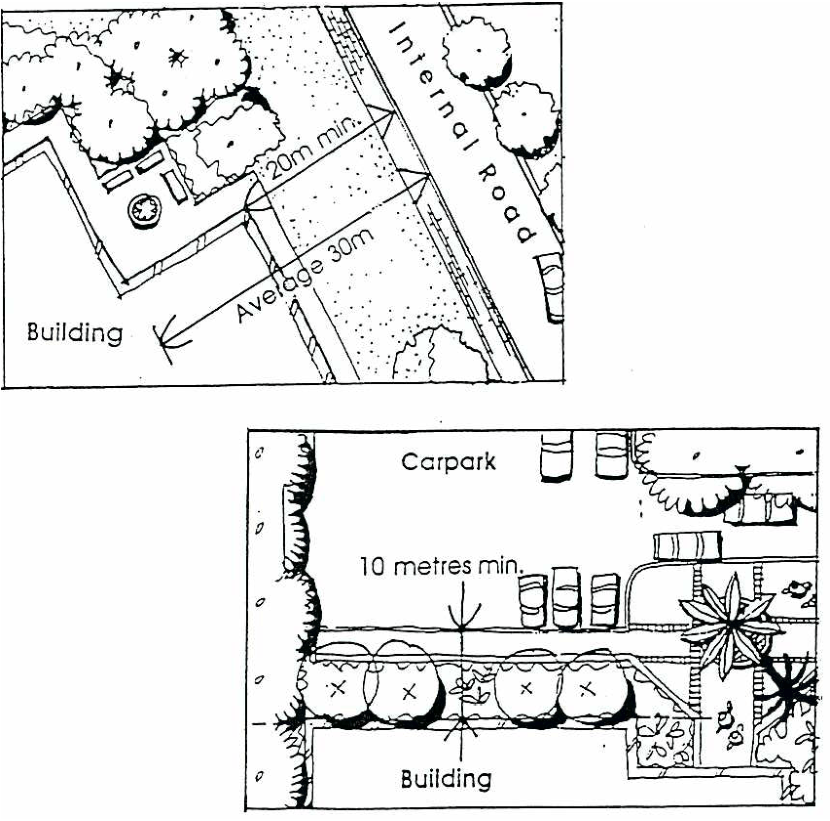 Internal Road
20m min.
Average 30m
Building
Carpark
10 metres min.
Building